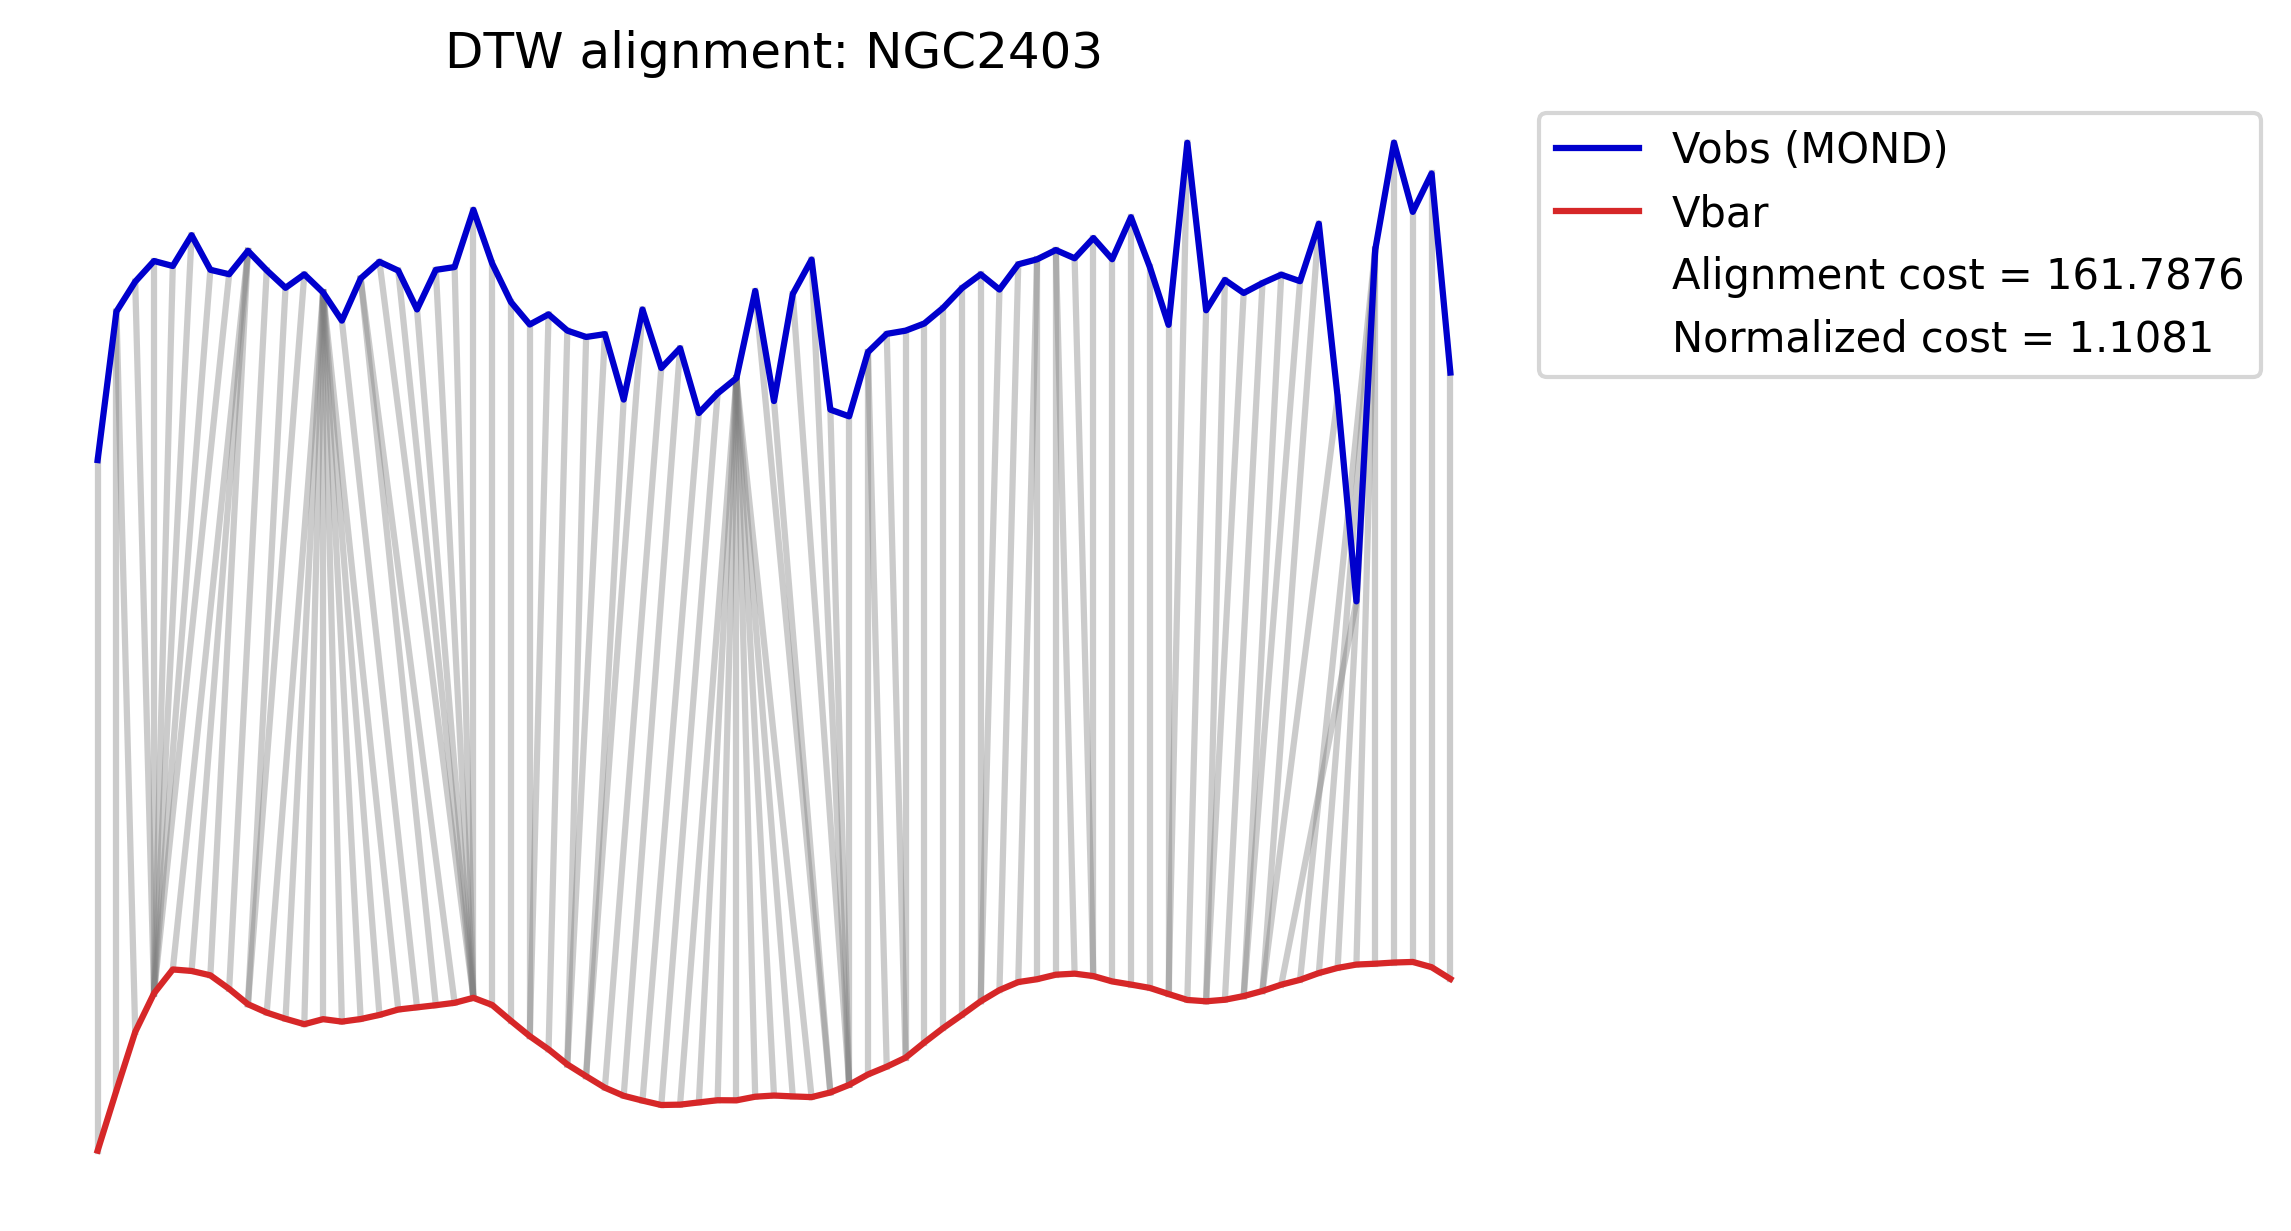 DTW alignment: NGC2403
Vobs (MOND)
Vbar
Alignment cost = 161.7876
Normalized cost = 1.1081